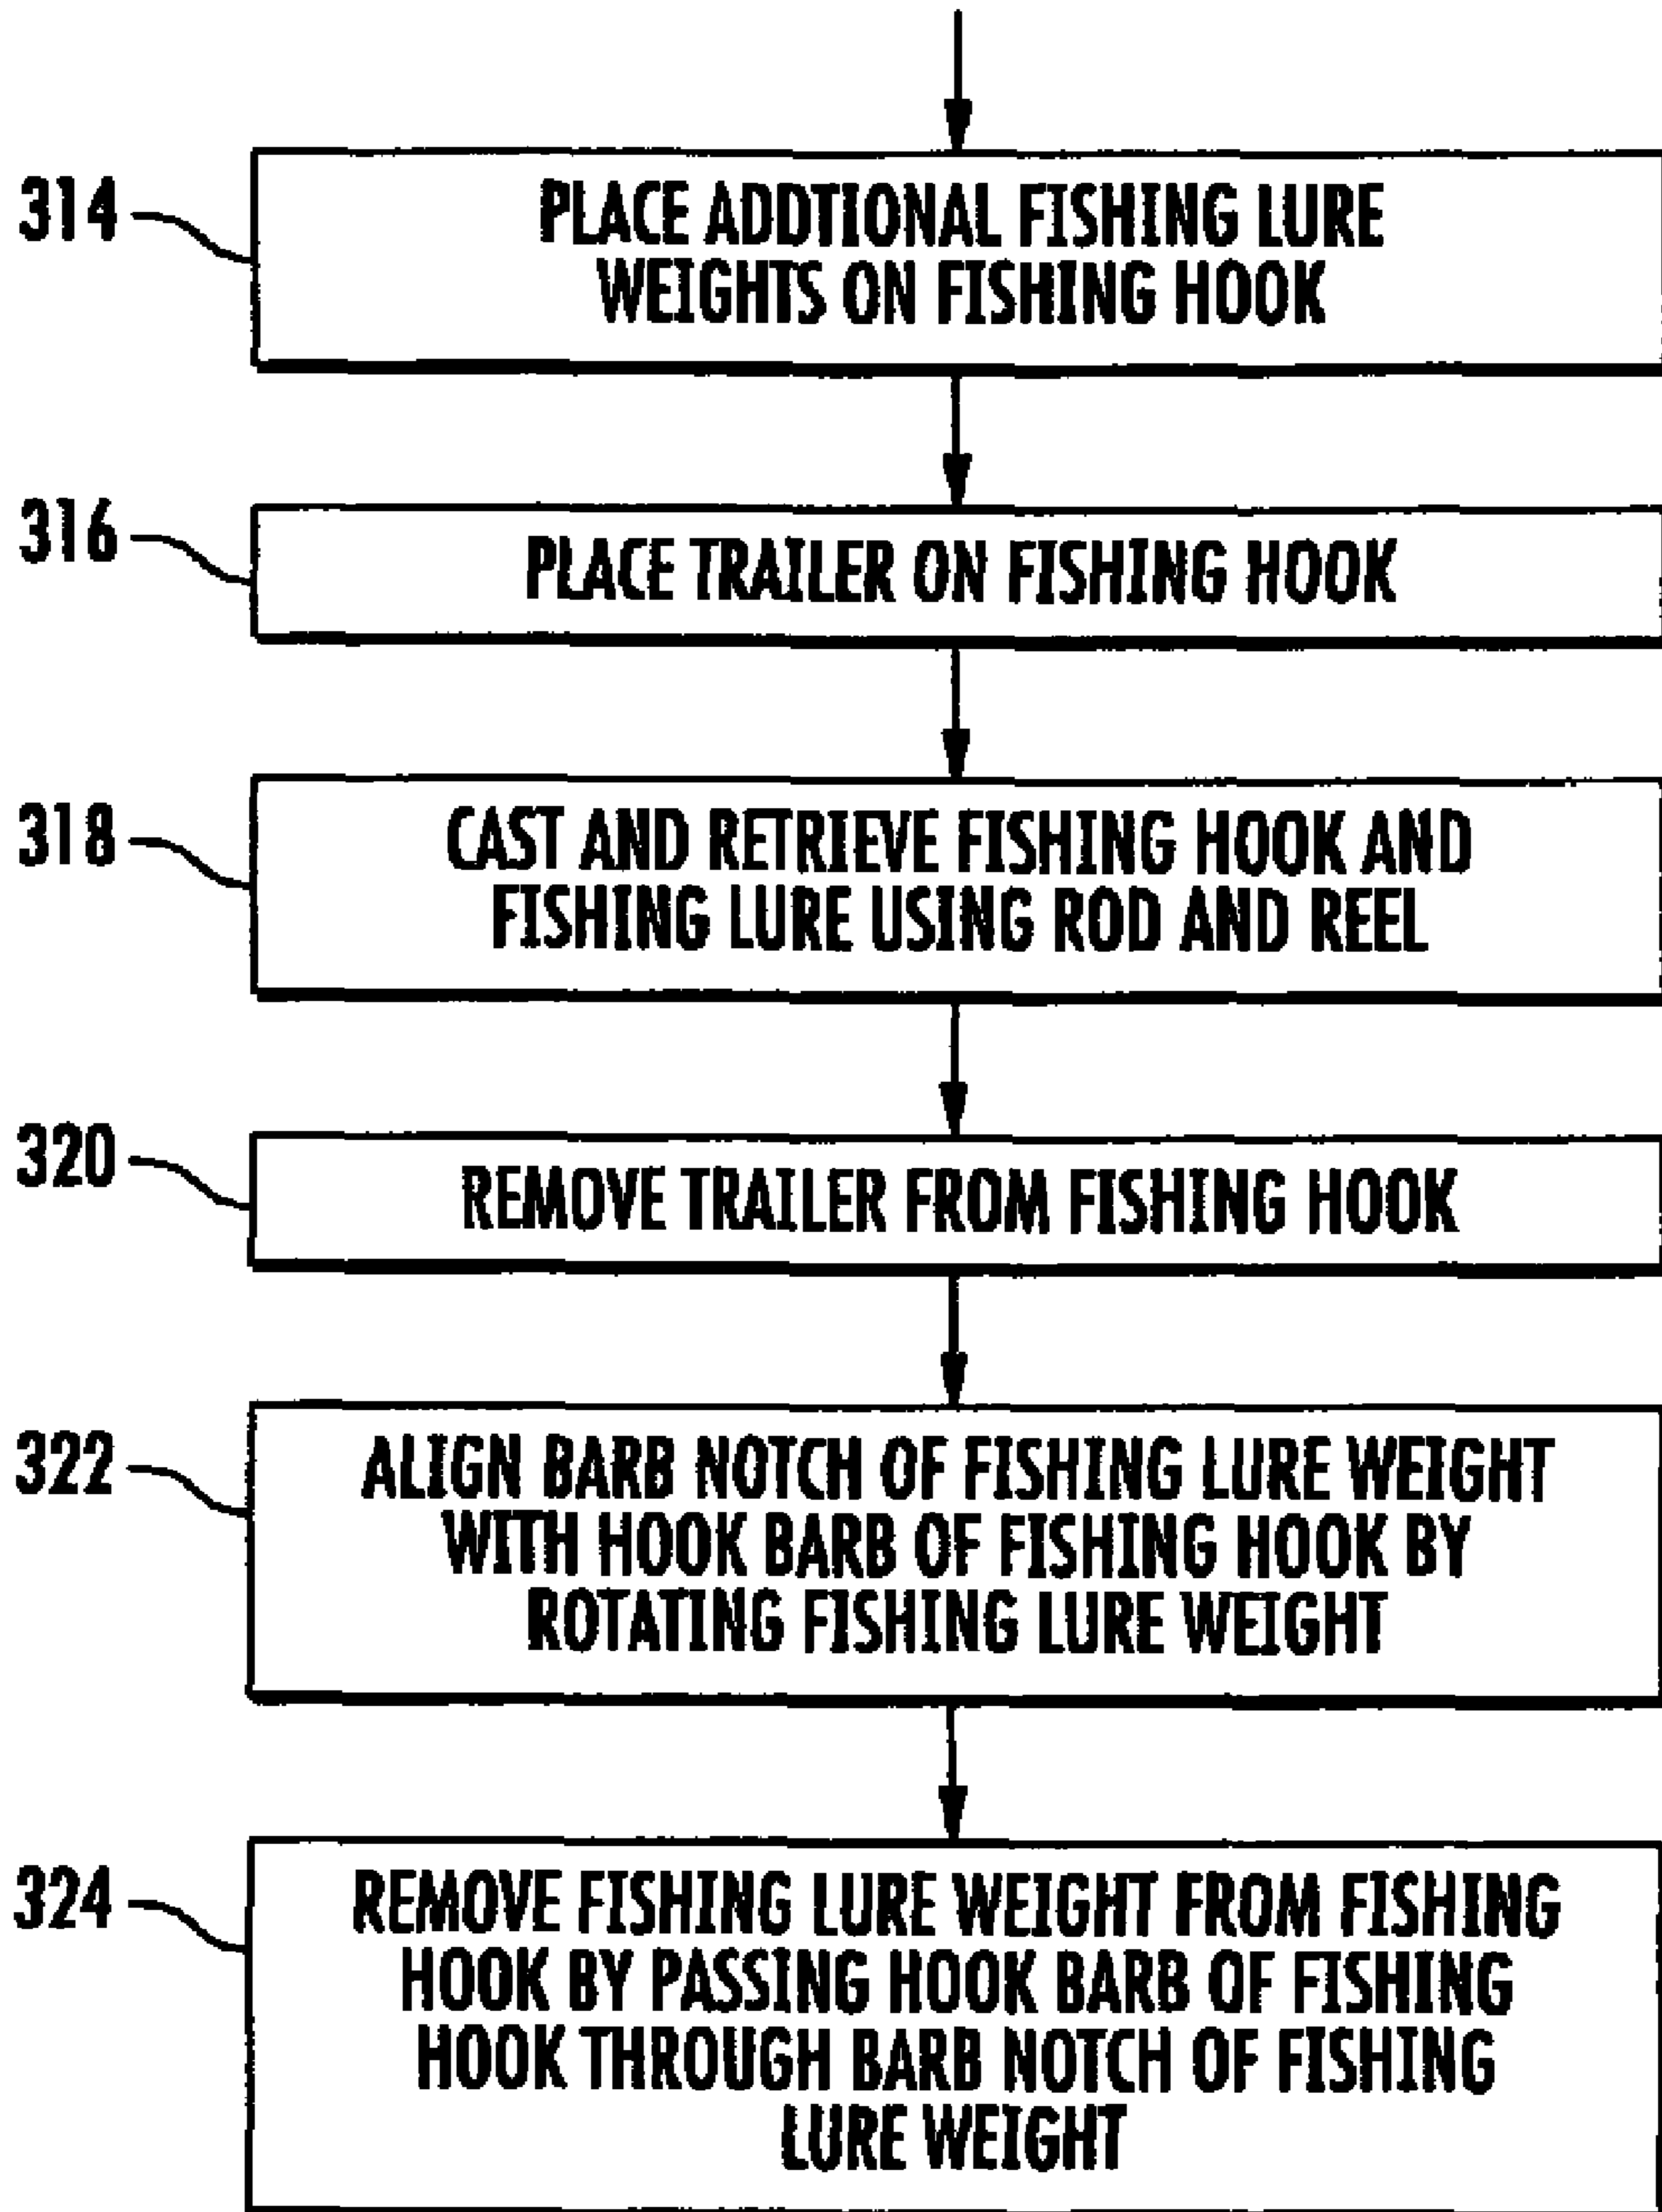 314
PLACE ADDTIONAL FISHING LURE
WEIGHTS ON FISHING HOOK
316
PLACE TRAILER ON FISHING HOOK
318
CAST AND RETRIEVE FISHING HOOK AND
FISHING LURE USING ROD AND REEL
320
REMOVE TRAILER FROM FISHING HOOK
322
ALIGN BARB NOTCH OF FISHING LURE WEIGHT
WITH HOOK BARB OF FISHING HOOK BY
ROTATING FISHING LURE WEIGHT
324
REMOVE FISHING LURE WEIGHT FROM FISHING
HOOK BY PASSING HOOK BARB OF FISHING
HOOK THROUGH BARB NOTCH OF FISHING
LURE WEIGHT